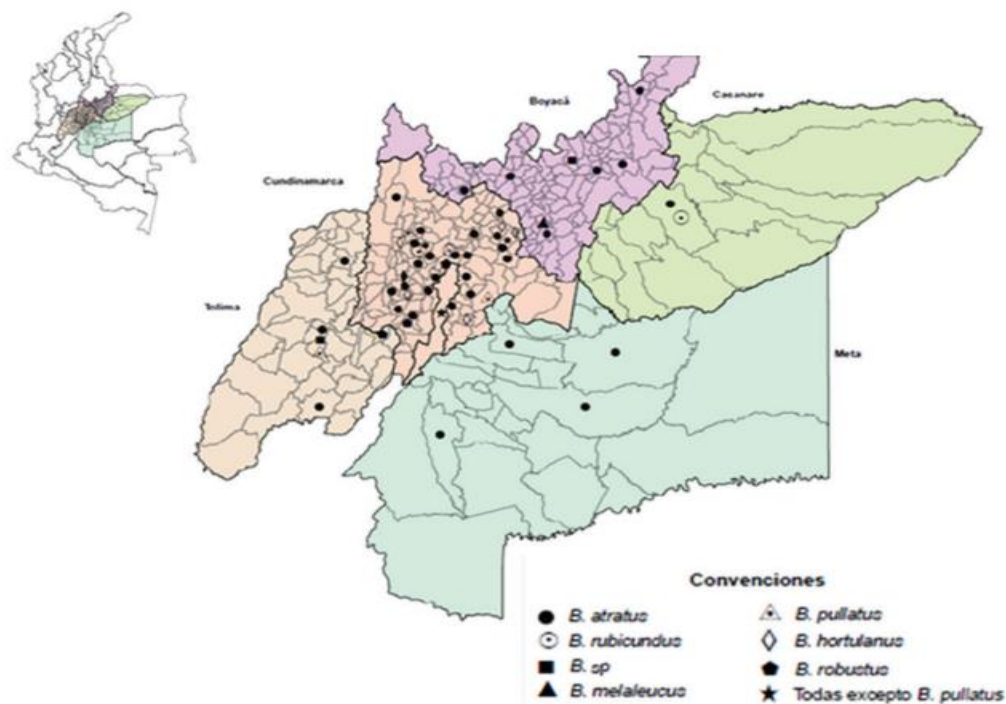 Boyacá
Casanare
Cundinamarca
Tolima
Meta
Convenciones
B. atratus
B. rubicundus
B. sp
B. melaleucus
B. pullatus
B. hortulanus
B. robustus
Todas excepto B. pullatus